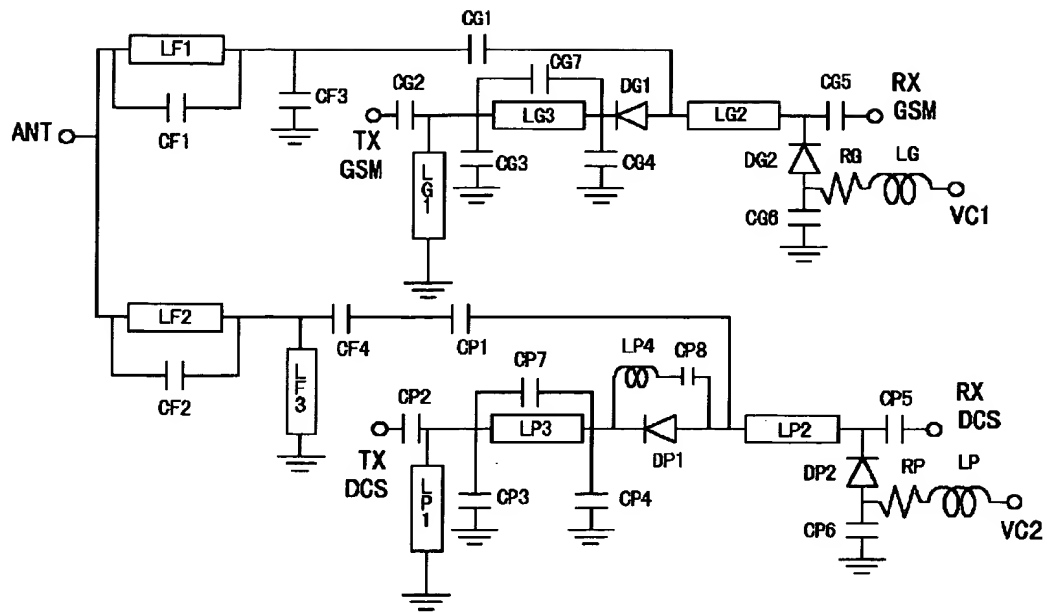 CG1
LF1
CG7
CG2
DG1
CG5
RX
GSM
CF3
LG3
LG2
ANT
CF1
TX
GSM
DG2
RG
LG
CG3
CG4
LG1
CG6
VC1
LF2
CF4
CP1
LP4
CP8
CP7
CF2
LF3
CP2
CP5
RX
DCS
LP3
LP2
TX
DCS
DP1
DP2
RP
LP
LP1
CP3
CP4
CP6
VC2